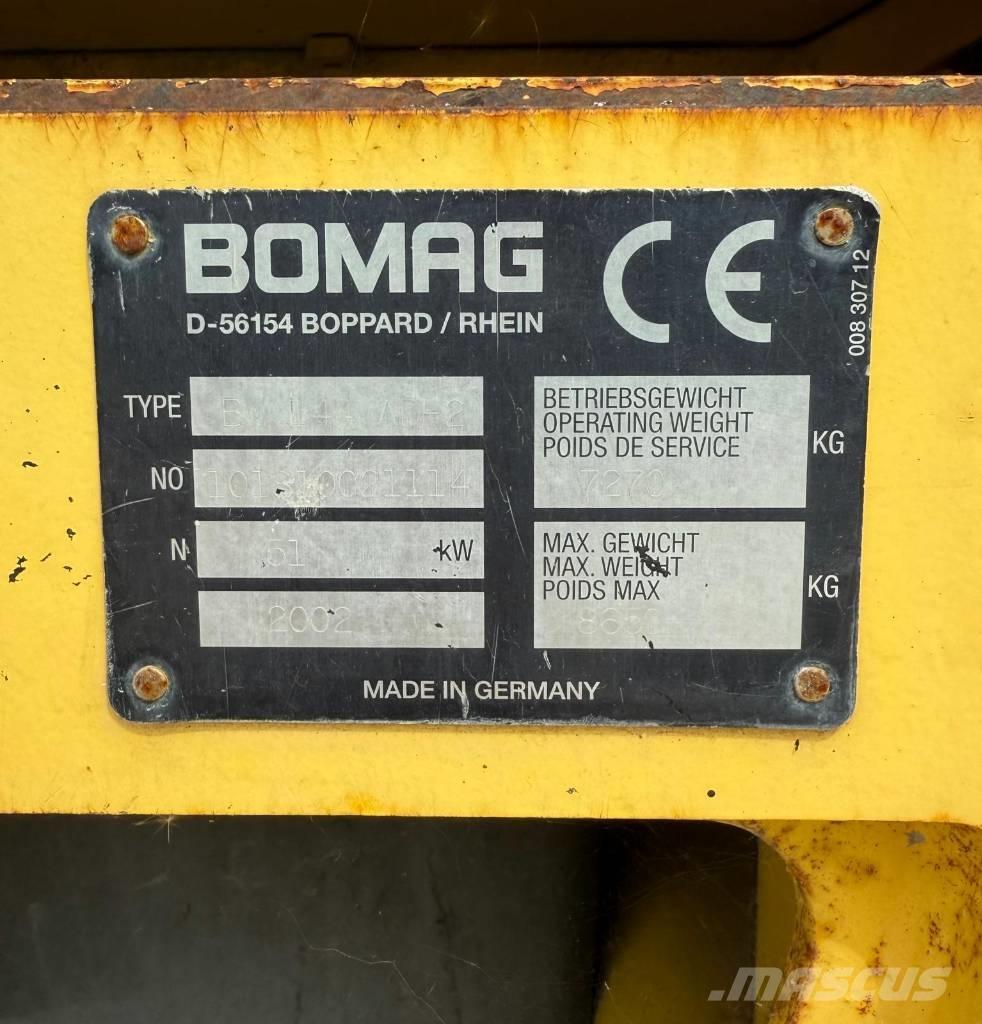 BOMAG CE
D-56154 BOPPARD / RHEIN
008 307 12
TYPE
NO
N 51 kW
2002
BETRIEBSGEWICHT
OPERATING WEIGHT
POIDS DE SERVICE
7270 KG
MAX. GEWICHT
MAX. WEIGHT
POIDS MAX
KG
MADE IN GERMANY
MASCUS